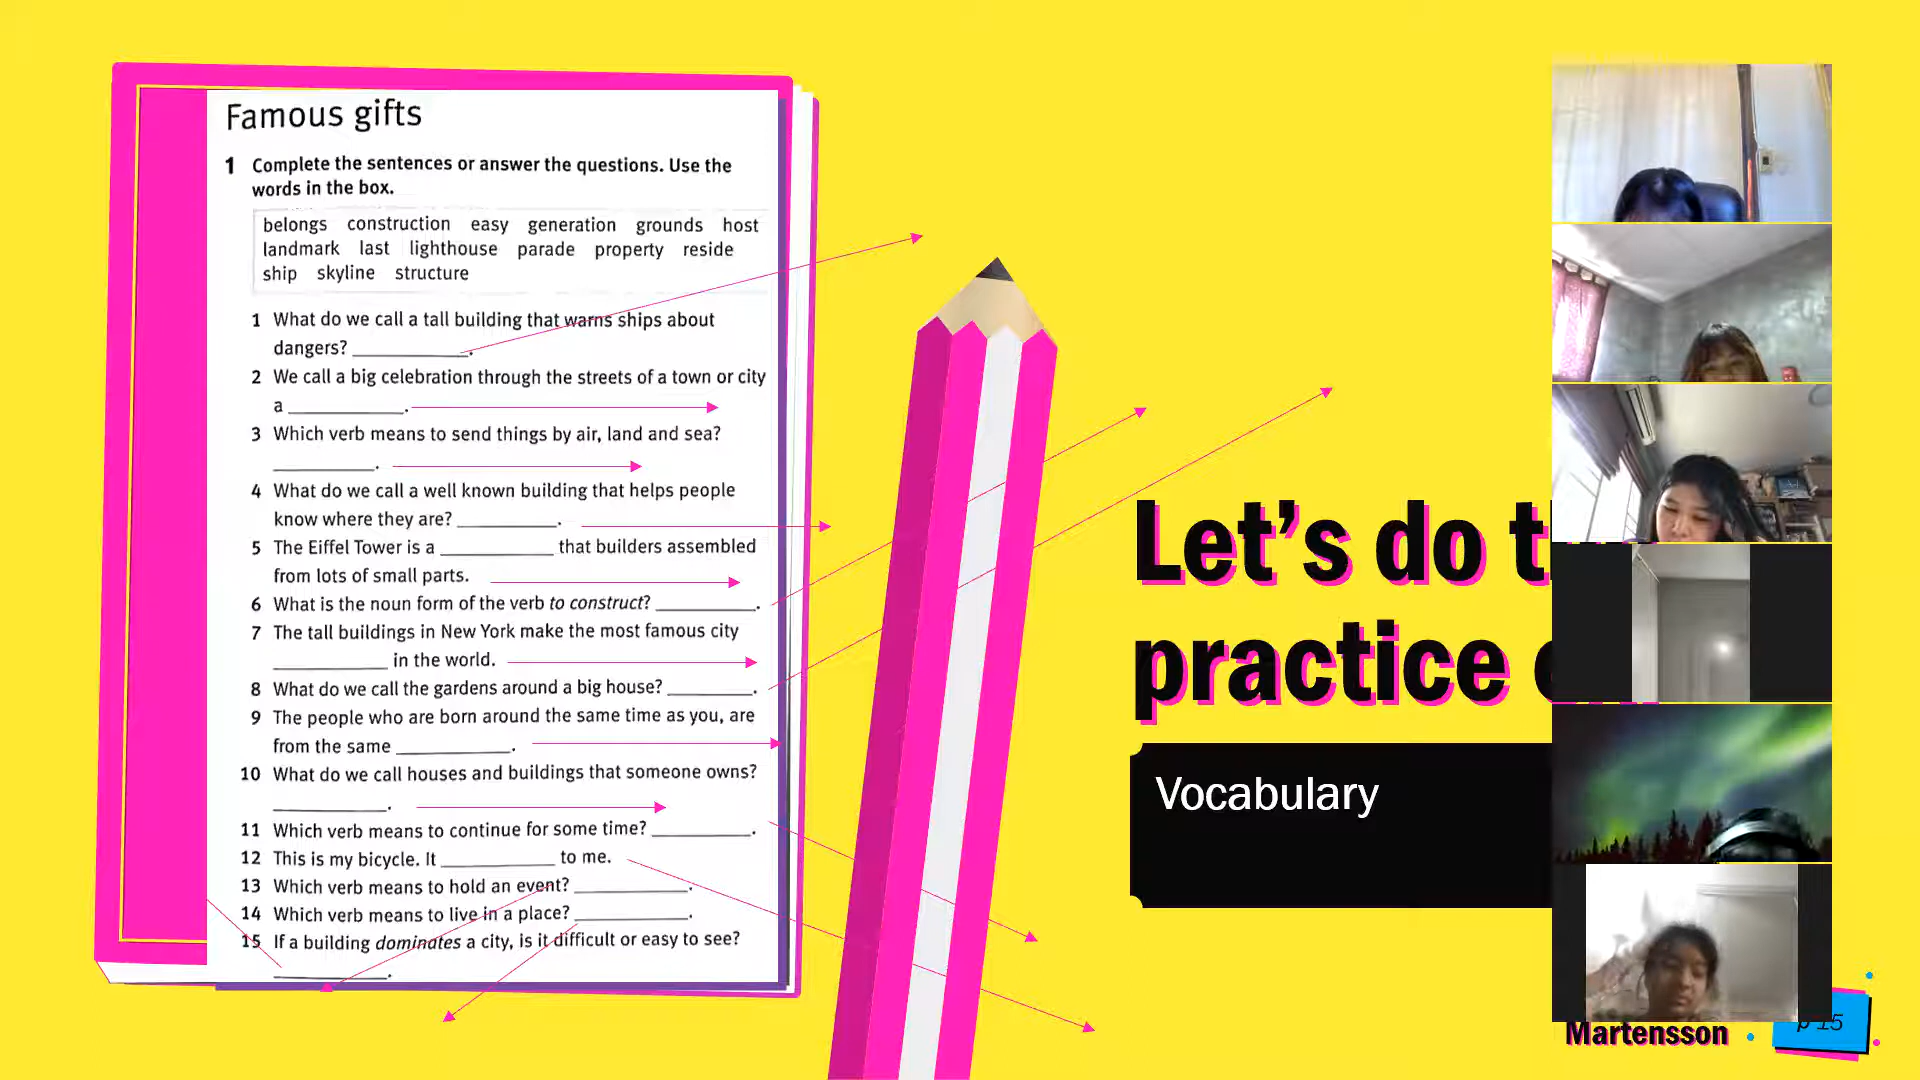 Famous gifts
1 Complete the sentences or answer the questions. Use the
words in the box.
belongs construction easy generation grounds host
landmark last lighthouse parade property reside
ship skyline structure
1 What do we call a tall building that warns ships about
dangers? ____________.
2 We call a big celebration through the streets of a town or city
a ____________.
3 Which verb means to send things by air, land and sea?
___________.
4 What do we call a well known building that helps people
know where they are? ___________.
5 The Eiffel Tower is a ____________ that builders assembled
from lots of small parts.
6 What is the noun form of the verb to construct? ___________.
7 The tall buildings in New York make the most famous city
____________ in the world.
8 What do we call the gardens around a big house? _________.
9 The people who are born around the same time as you, are
from the same ____________.
10 What do we call houses and buildings that someone owns?
____________.
11 Which verb means to continue for some time? ___________.
12 This is my bicycle. It ____________ to me.
13 Which verb means to hold an event? ____________.
14 Which verb means to live in a place? ____________.
15 If a building dominates a city, is it difficult or easy to see?
____________.
Let's do
practice
Vocabulary
Martensson
p 15